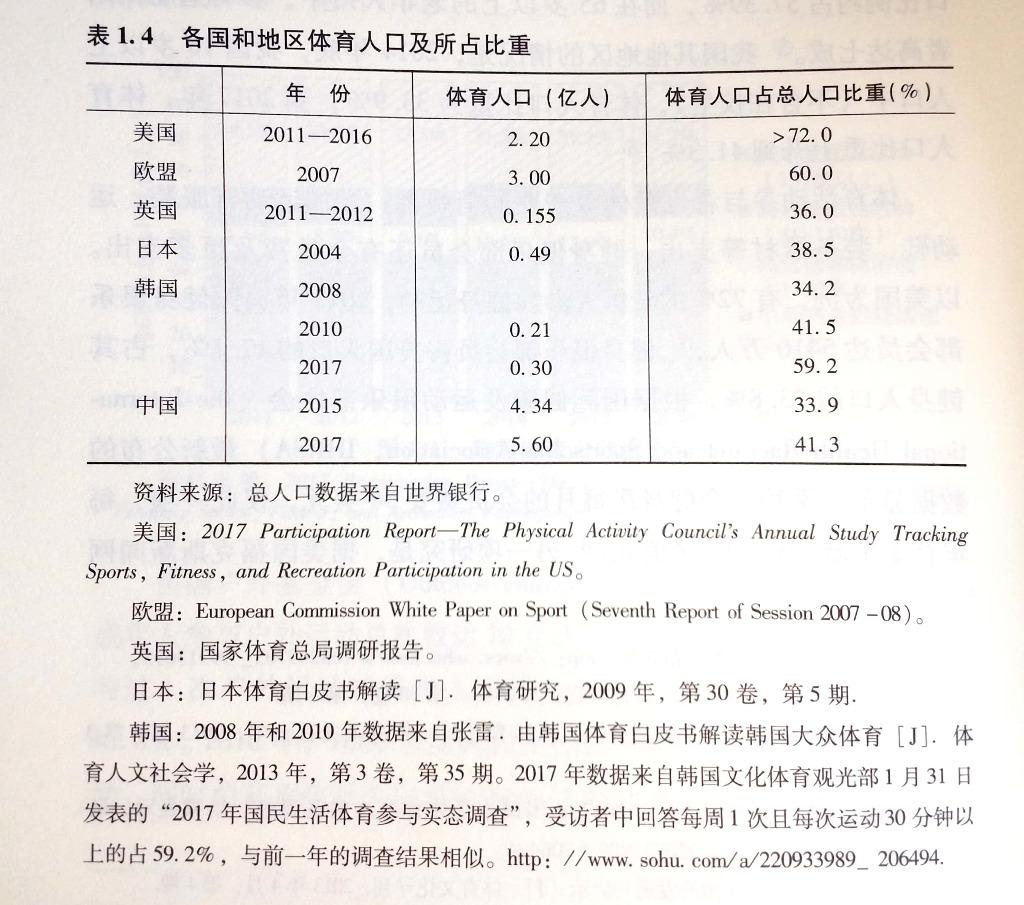 表 1.4 各国和地区体育人口及所占比重
年 份 体育人口（亿人） 体育人口占总人口比重(%)
美国 2011—2016 2.20 >72.0
欧盟 2007 3.00 60.0
英国 2011—2012 0.155 36.0
日本 2004 0.49 38.5
韩国 2008 34.2
2010 0.21 41.5
2017 0.30 59.2
中国 2015 4.34 33.9
2017 5.60 41.3
资料来源：总人口数据来自世界银行。
美国：2017 Participation Report—The Physical Activity Council's Annual Study Tracking
Sports, Fitness, and Recreation Participation in the US。
欧盟：European Commission White Paper on Sport (Seventh Report of Session 2007–08)。
英国：国家体育总局调研报告。
日本：日本体育白皮书解读［J］. 体育研究，2009 年，第 30 卷，第 5 期.
韩国：2008 年和 2010 年数据来自张雷. 由韩国体育白皮书解读韩国大众体育［J］. 体
育人文社会学，2013 年，第 3 卷，第 35 期。2017 年数据来自韩国文化体育观光部 1 月 31 日
发表的“2017 年国民生活体育参与实态调查”，受访者中回答每周 1 次且每次运动 30 分钟以
上的占 59.2%，与前一年的调查结果相似。http：//www. sohu. com/a/220933989_ 206494.